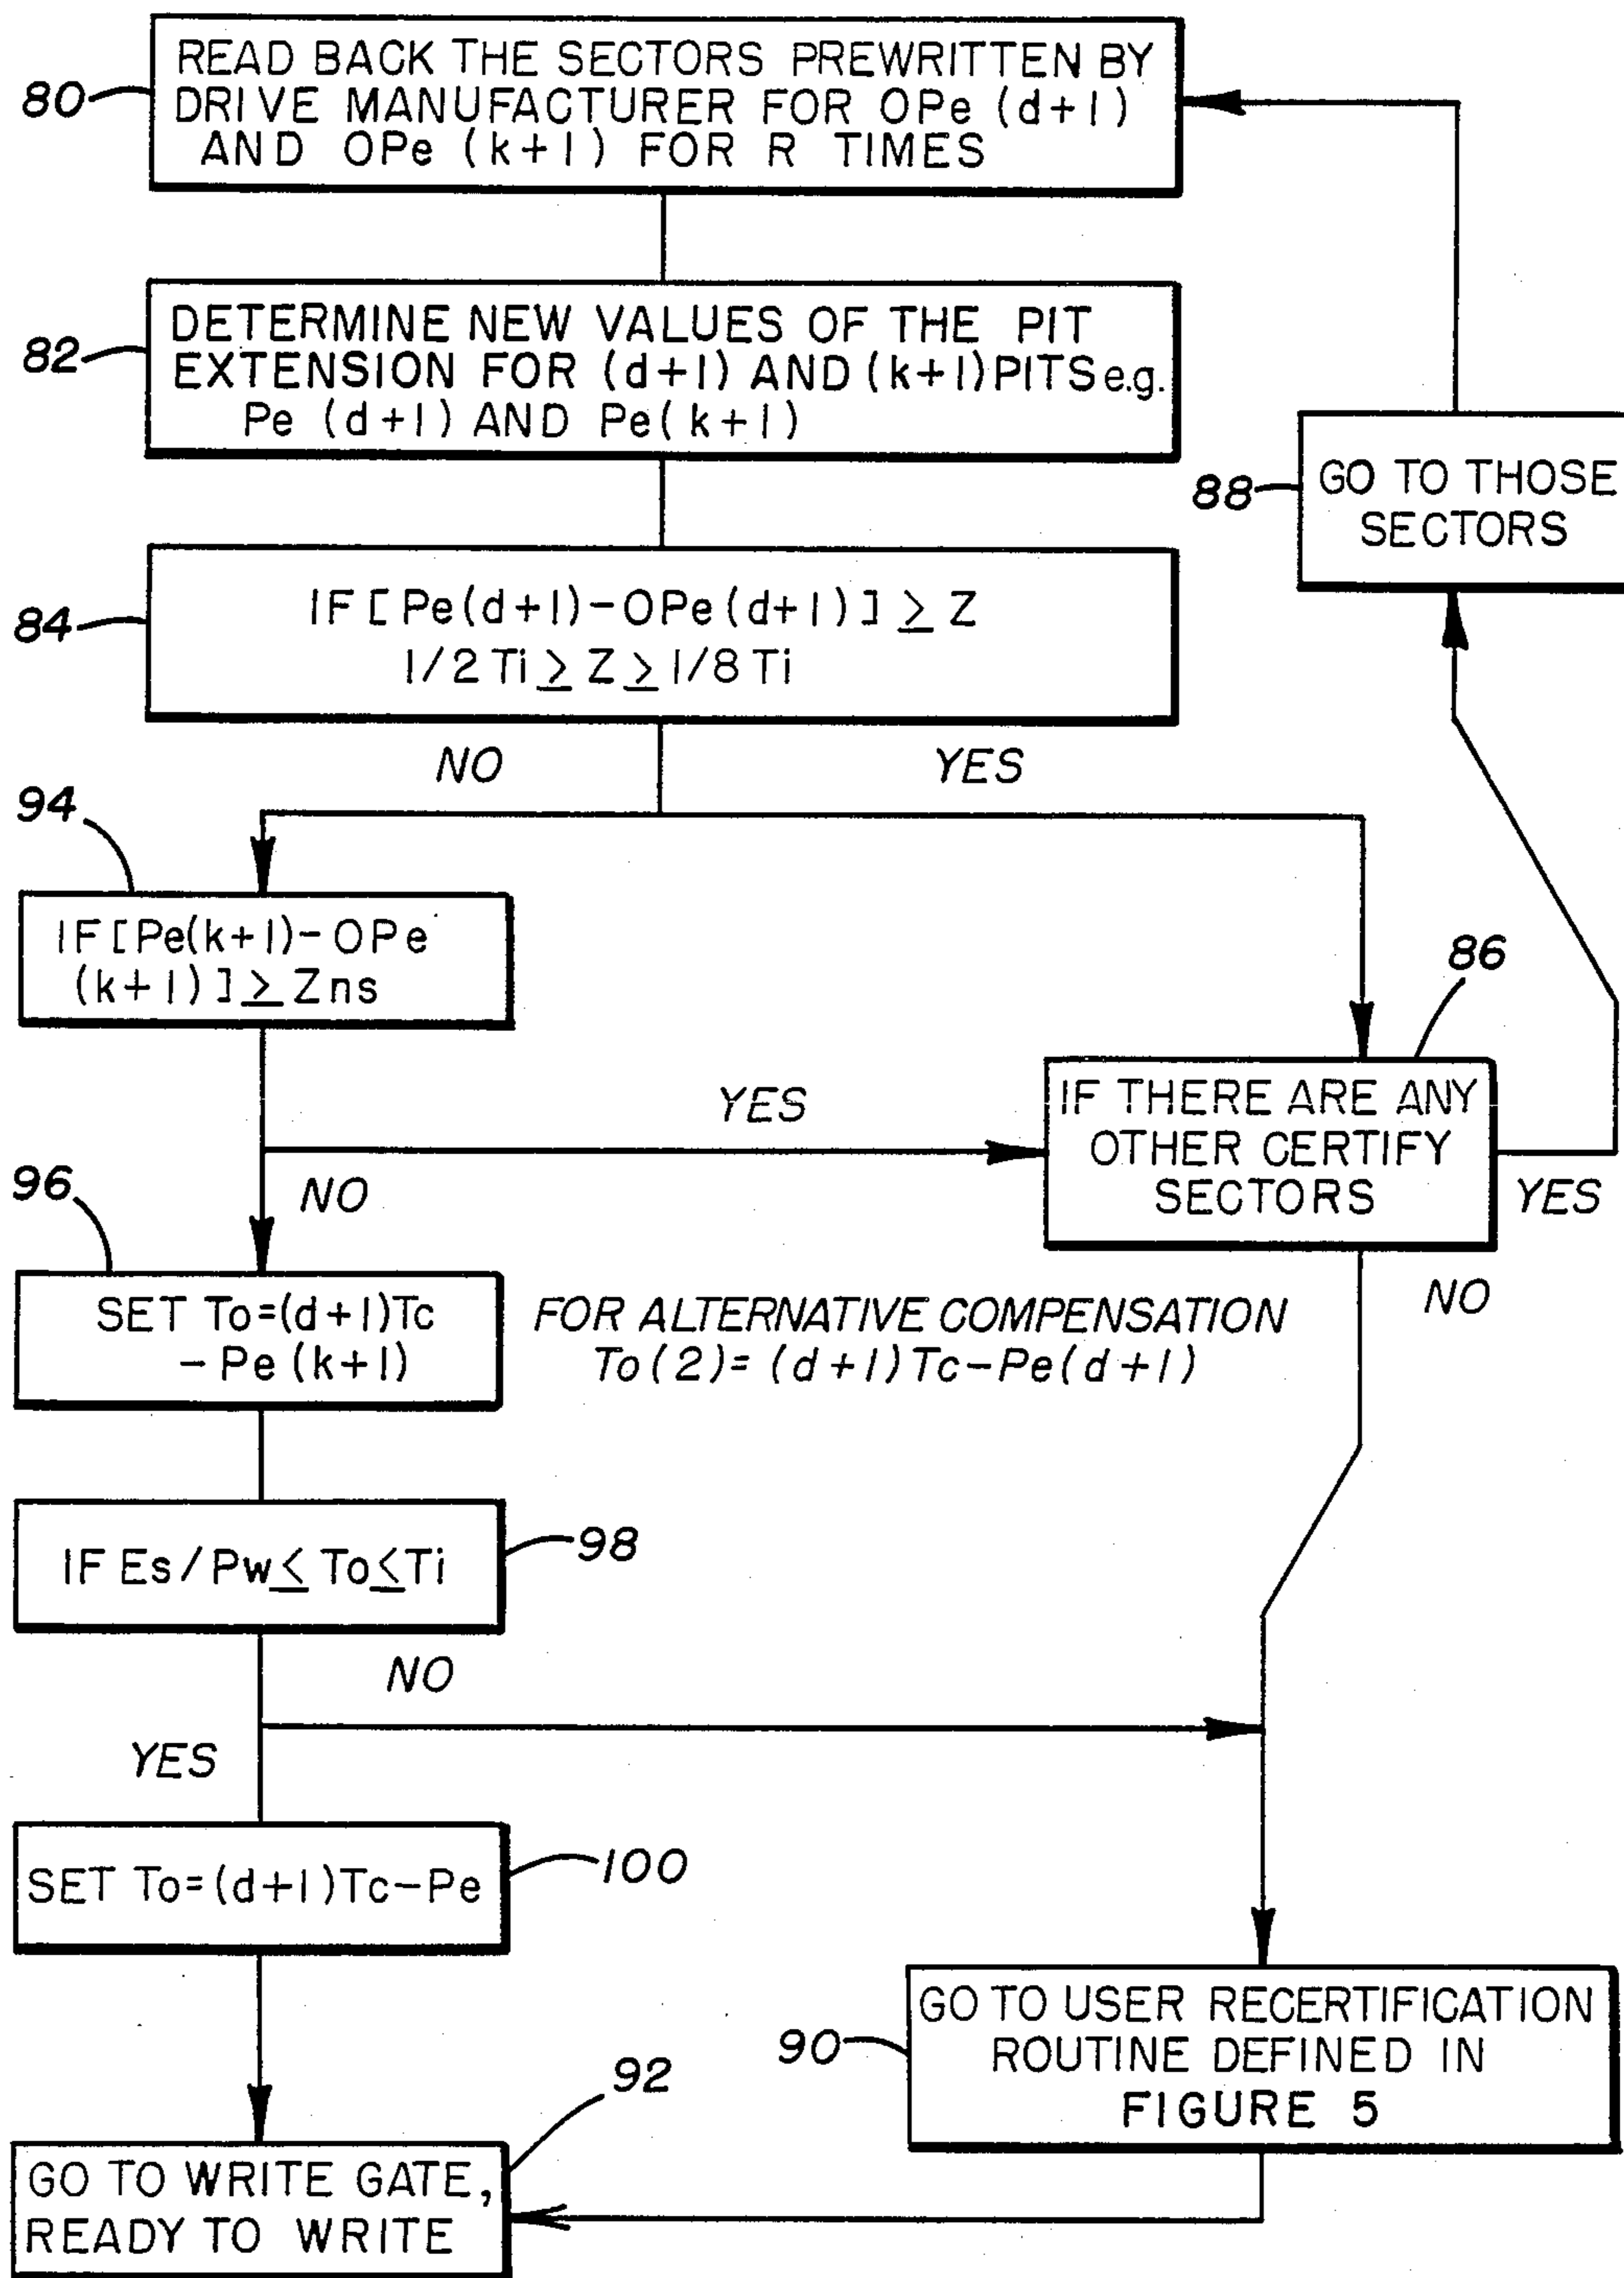 80
READ BACK THE SECTORS PREWRITTEN BY
DRIVE MANUFACTURER FOR OPe (d+1)
AND OPe (k+1) FOR R TIMES
82
DETERMINE NEW VALUES OF THE PIT
EXTENSION FOR (d+1) AND (k+1) PITS e.g.
Pe (d+1) AND Pe(k+1)
88
GO TO THOSE
SECTORS
84
IF [Pe(d+1)-OPe(d+1)] ≥ Z
1/2 Ti ≥ Z ≥ 1/8 Ti
NO
YES
94
IF [Pe(k+1)-OPe
(k+1)] ≥ Zns
86
YES
IF THERE ARE ANY
OTHER CERTIFY
SECTORS
YES
96
NO
NO
SET To=(d+1)Tc
-Pe(k+1)
FOR ALTERNATIVE COMPENSATION
To(2)= (d+1)Tc-Pe(d+1)
98
IF Es/Pw ≤ To ≤ Ti
NO
YES
100
SET To=(d+1)Tc-Pe
90
GO TO USER RECERTIFICATION
ROUTINE DEFINED IN
FIGURE 5
92
GO TO WRITE GATE,
READY TO WRITE